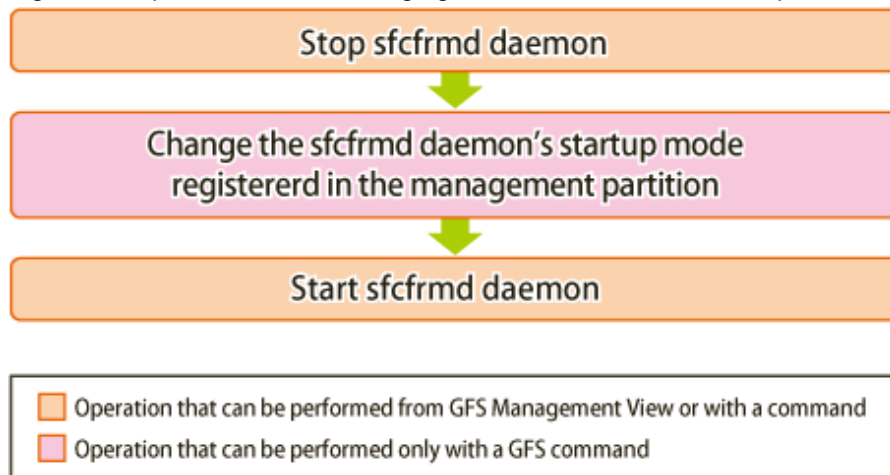 Stop sfcfrmd daemon
Change the sfcfrmd daemon's startup mode
registererd in the management partition
Start sfcfrmd daemon
Operation that can be performed from GFS Management View or with a command
Operation that can be performed only with a GFS command